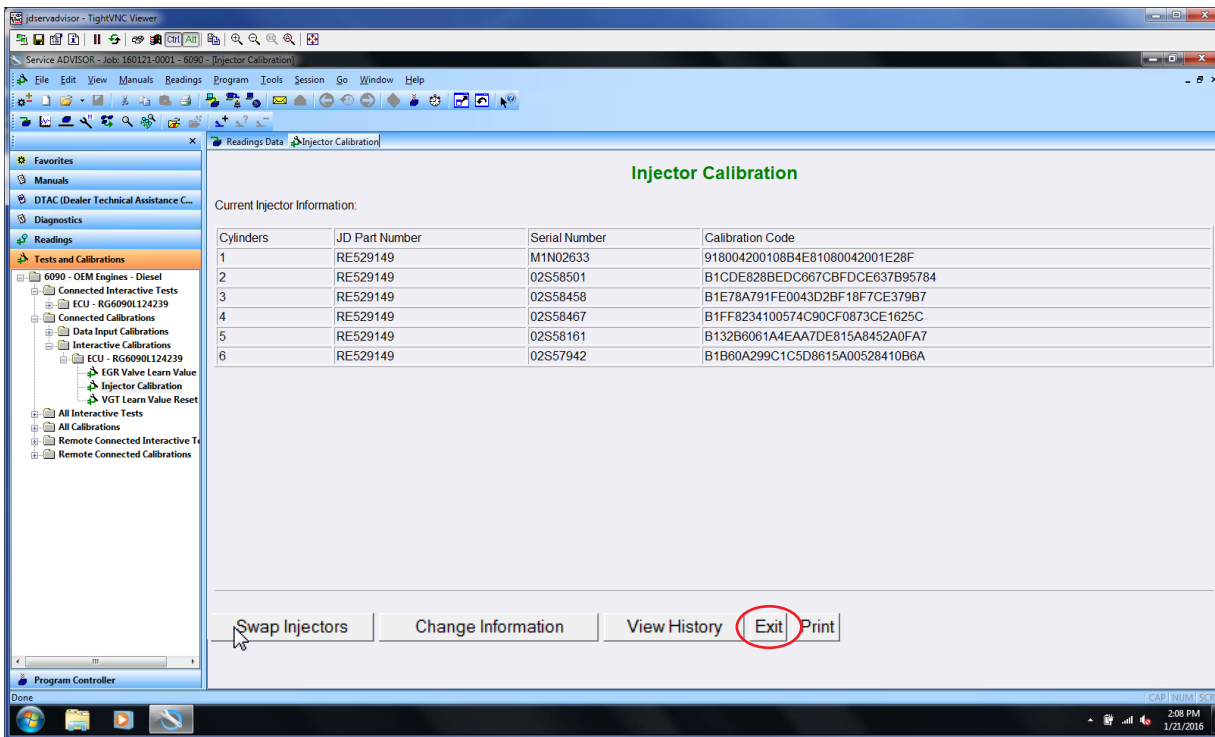 jdservadvisor - TightVNC Viewer
Ctrl Alt
Service ADVISOR - Job: 160121-0001 - 6090 - [Injector Calibration]
File Edit View Manuals Readings Program Tools Session Go Window Help
Readings Data Injector Calibration
Favorites
Manuals
DTAC (Dealer Technical Assistance C...
Diagnostics
Readings
Tests and Calibrations
6090 - OEM Engines - Diesel
Connected Interactive Tests
ECU - RG6090L124239
Connected Calibrations
Data Input Calibrations
Interactive Calibrations
ECU - RG6090L124239
EGR Valve Learn Value
Injector Calibration
VGT Learn Value Reset
All Interactive Tests
All Calibrations
Remote Connected Interactive Te
Remote Connected Calibrations
Program Controller
Injector Calibration
Current Injector Information:
Cylinders JD Part Number Serial Number Calibration Code
1 RE529149 M1N02633 918004200108B4E81080042001E28F
2 RE529149 02S58501 B1CDE828BEDC667CBFDCE637B95784
3 RE529149 02S58458 B1E78A791FE0043D2BF18F7CE379B7
4 RE529149 02S58467 B1FF8234100574C90CF0873CE1625C
5 RE529149 02S58161 B132B6061A4EAA7DE815A8452A0FA7
6 RE529149 02S57942 B1B60A299C1C5D8615A00528410B6A
Swap Injectors Change Information View History Exit Print
Done CAP NUM SCR
2:08 PM
1/21/2016